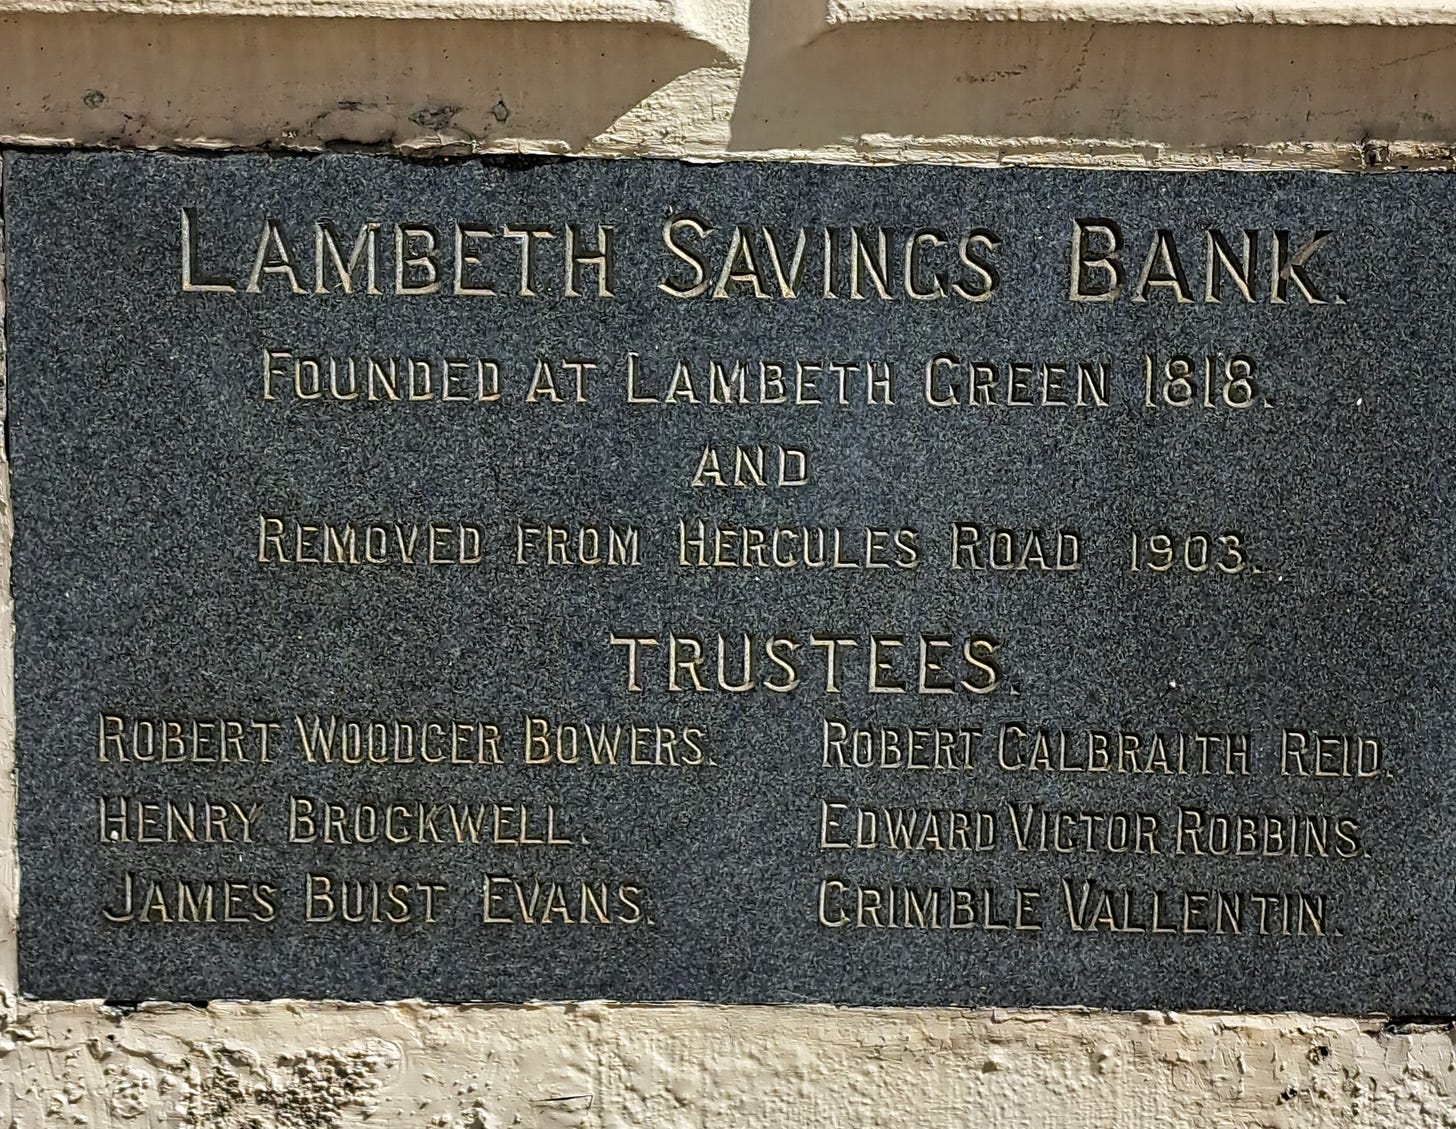 LAMBETH SAVINGS BANK.
FOUNDED AT LAMBETH GREEN 1818.
AND
REMOVED FROM HERCULES ROAD 1903.
TRUSTEES.
ROBERT WOODGER BOWERS. ROBERT GALBRAITH REID.
HENRY BROCKWELL. EDWARD VICTOR ROBBINS.
JAMES BUIST EVANS. GRIMBLE VALLENTIN.